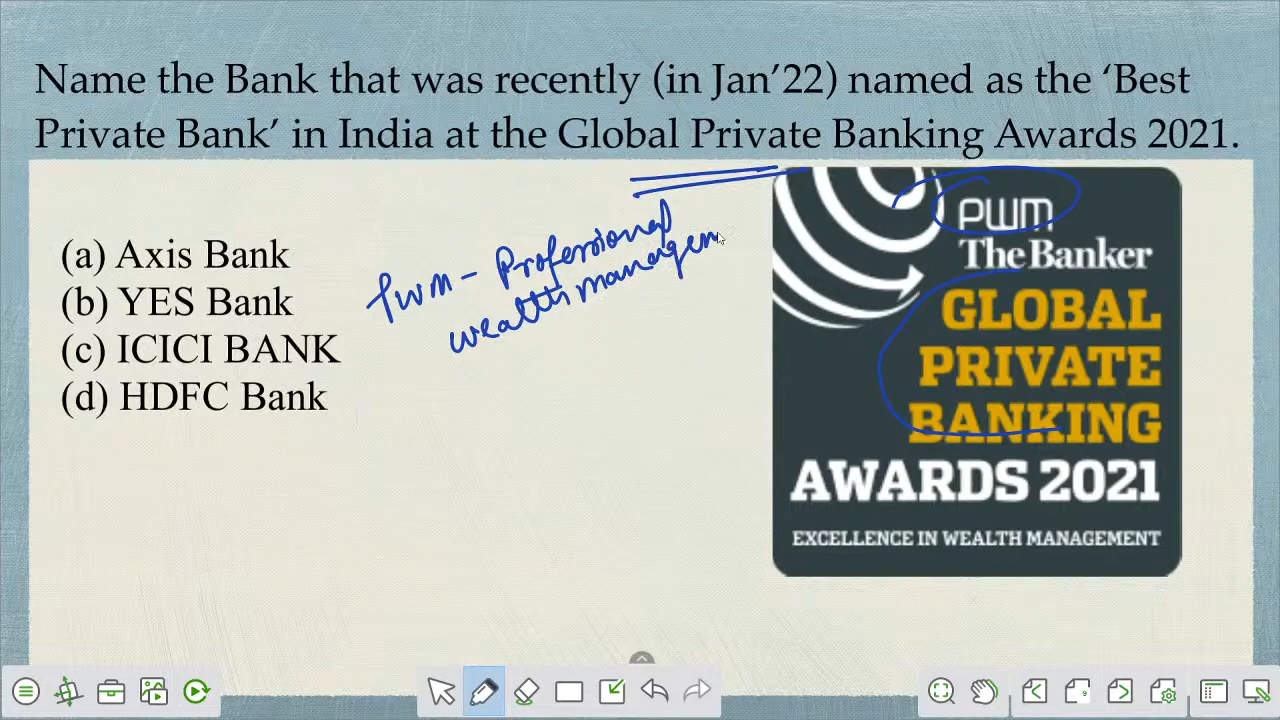 Name the Bank that was recently (in Jan’22) named as the ‘Best
Private Bank’ in India at the Global Private Banking Awards 2021.
(a) Axis Bank
(b) YES Bank
(c) ICICI BANK
(d) HDFC Bank
PWM - Professional
wealth managem
PWM
The Banker
GLOBAL
PRIVATE
BANKING
AWARDS 2021
EXCELLENCE IN WEALTH MANAGEMENT
9